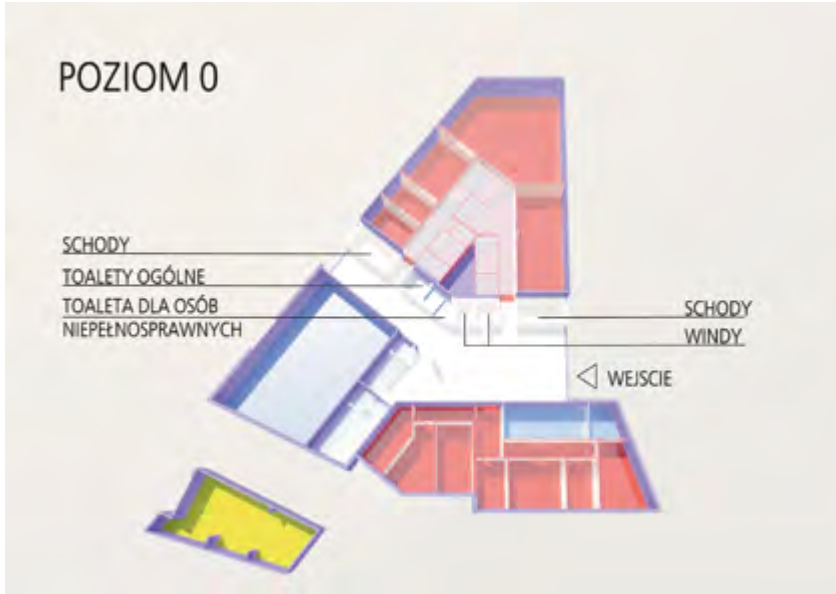 POZIOM 0
SCHODY
TOALETY OGÓLNE
TOALETA DLA OSÓB
NIEPEŁNOSPRAWNYCH
SCHODY
WINDY
WEJSCIE